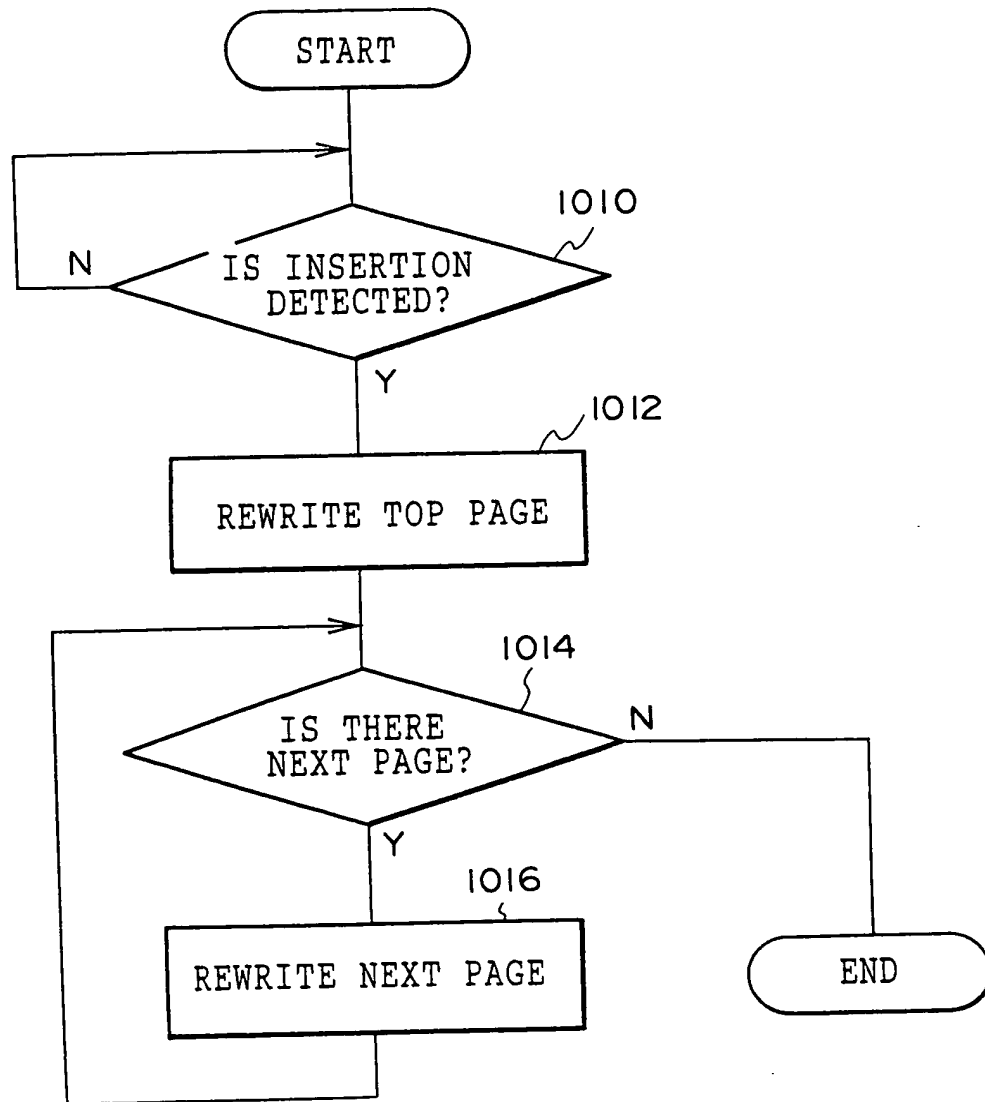 START
1010
N
IS INSERTION
DETECTED?
Y
1012
REWRITE TOP PAGE
1014
N
IS THERE
NEXT PAGE?
Y
1016
REWRITE NEXT PAGE
END